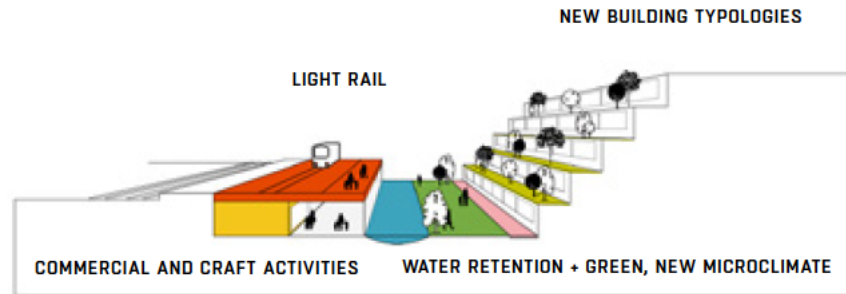 NEW BUILDING TYPOLOGIES
LIGHT RAIL
COMMERCIAL AND CRAFT ACTIVITIES
WATER RETENTION + GREEN, NEW MICROCLIMATE